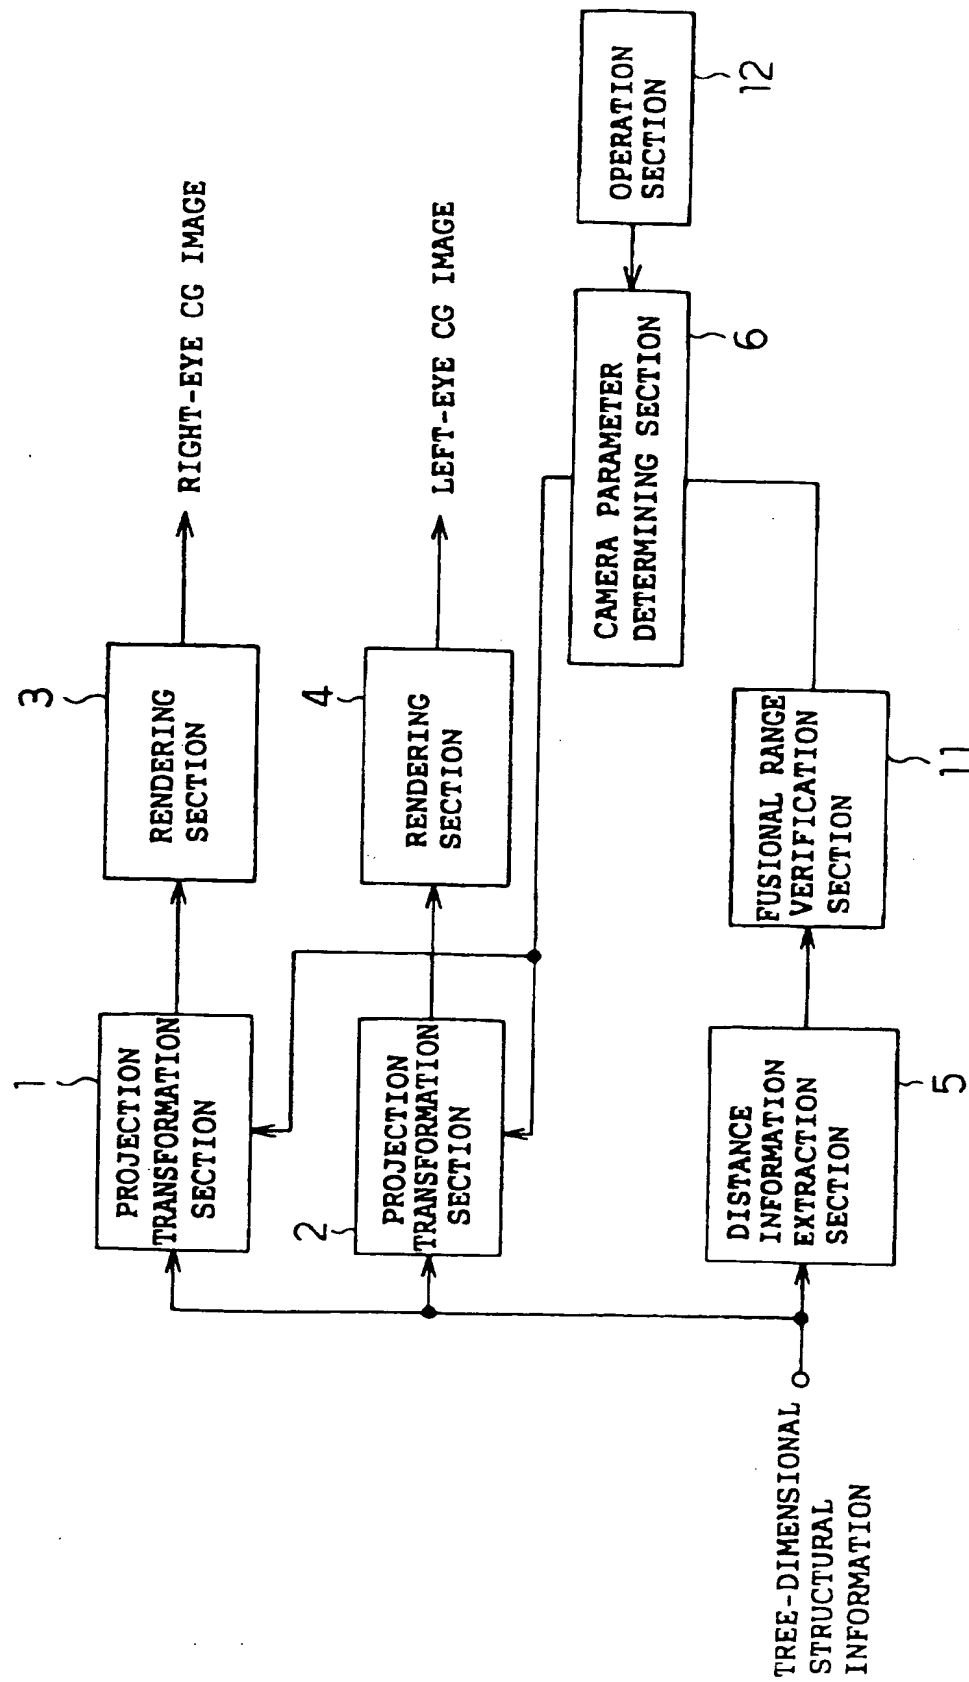 1
PROJECTION
TRANSFORMATION
SECTION
3
RENDERING
SECTION
RIGHT-EYE CG IMAGE
2
PROJECTION
TRANSFORMATION
SECTION
4
RENDERING
SECTION
LEFT-EYE CG IMAGE
CAMERA PARAMETER
DETERMINING SECTION
6
OPERATION
SECTION
12
TREE-DIMENSIONAL
STRUCTURAL
INFORMATION
DISTANCE
INFORMATION
EXTRACTION
SECTION
5
FUSIONAL RANGE
VERIFICATION
SECTION
11